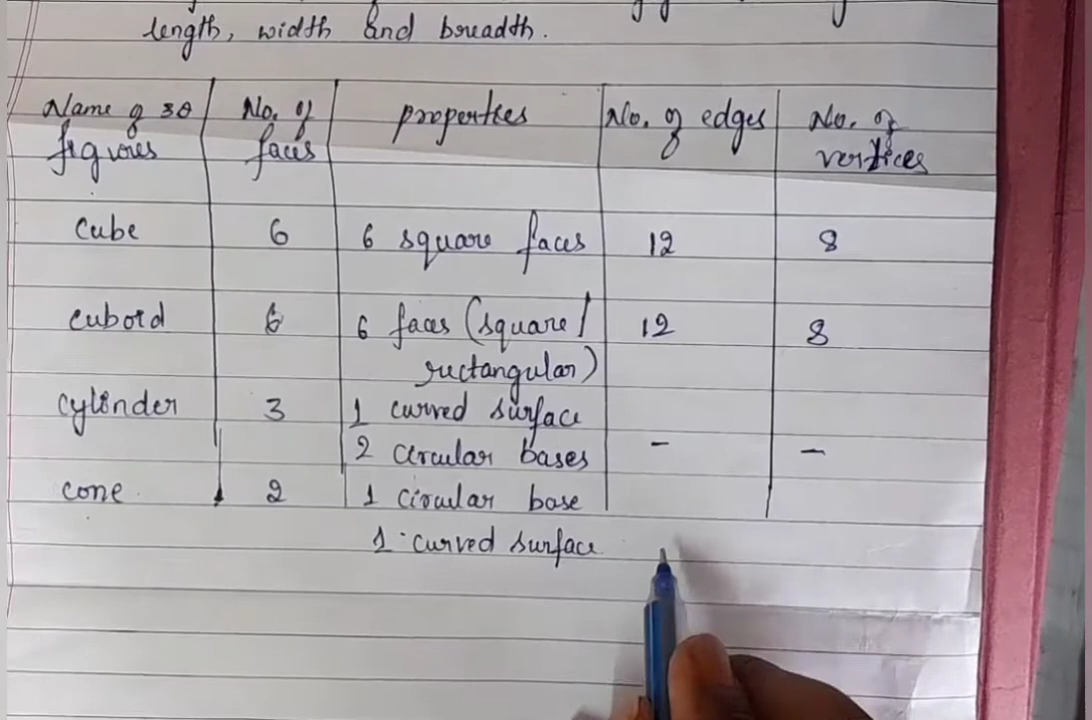 length, width and breadth.
Name of 3D figures | No. of faces | properties | No. of edges | No. of vertices
cube | 6 | 6 square faces | 12 | 8
cuboid | 6 | 6 faces (square/ rectangular) | 12 | 8
cylinder | 3 | 1 curved surface
2 circular bases | - | -
cone | 2 | 1 circular base
1 curved surface